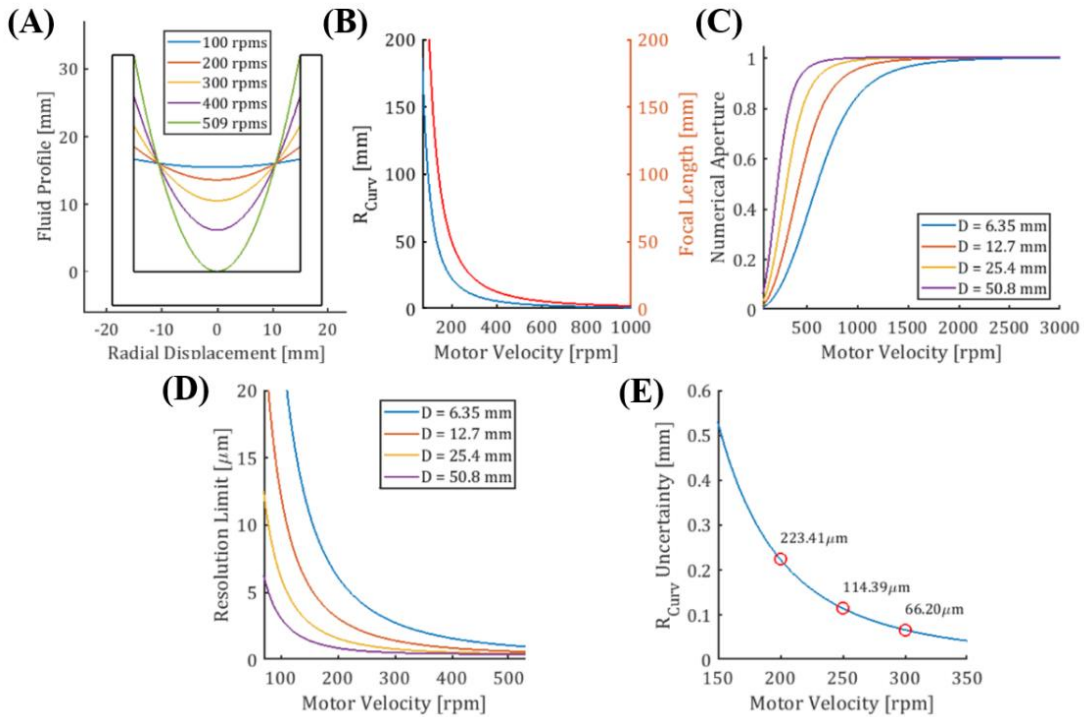 (A)
100 rpms
200 rpms
300 rpms
400 rpms
509 rpms
30
20
10
0
Fluid Profile [mm]
-20 -10 0 10 20
Radial Displacement [mm]
(B)
200
150
100
50
0
R_Curv [mm]
200
150
100
50
0
Focal Length [mm]
200 400 600 800 1000
Motor Velocity [rpm]
(C)
1
0.8
0.6
0.4
0.2
0
Numerical Aperture
D = 6.35 mm
D = 12.7 mm
D = 25.4 mm
D = 50.8 mm
500 1000 1500 2000 2500 3000
Motor Velocity [rpm]
(D)
20
15
10
5
0
Resolution Limit [μm]
D = 6.35 mm
D = 12.7 mm
D = 25.4 mm
D = 50.8 mm
100 200 300 400 500
Motor Velocity [rpm]
(E)
0.6
0.5
0.4
0.3
0.2
0.1
0
R_Curv Uncertainty [mm]
223.41μm
114.39μm
66.20μm
150 200 250 300 350
Motor Velocity [rpm]